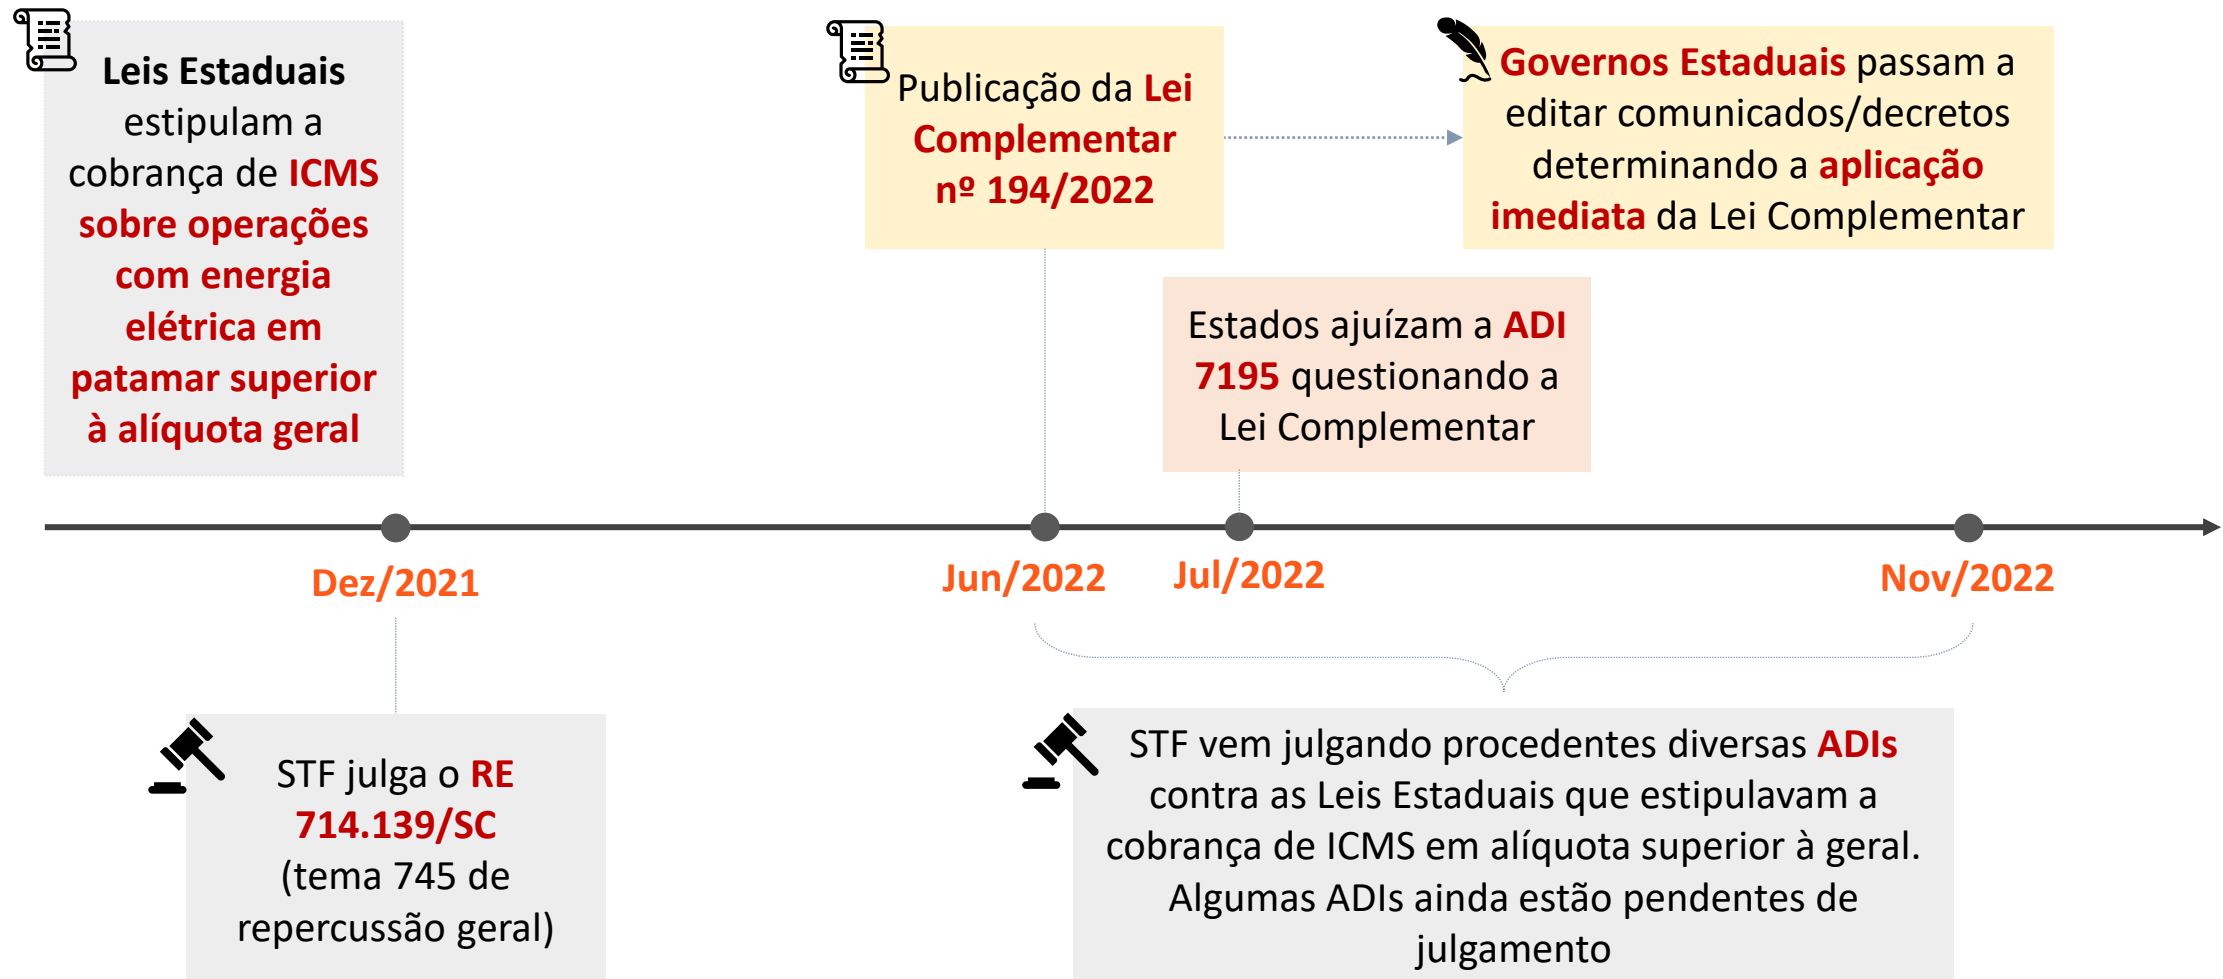 Leis Estaduais
estipulam a
cobrança de ICMS
sobre operações
com energia
elétrica em
patamar superior
à alíquota geral
Publicação da Lei
Complementar
nº 194/2022
Governos Estaduais passam a
editar comunicados/decretos
determinando a aplicação
imediata da Lei Complementar
Estados ajuízam a ADI
7195 questionando a
Lei Complementar
Dez/2021
Jun/2022
Jul/2022
Nov/2022
STF julga o RE
714.139/SC
(tema 745 de
repercussão geral)
STF vem julgando procedentes diversas ADIs
contra as Leis Estaduais que estipulavam a
cobrança de ICMS em alíquota superior à geral.
Algumas ADIs ainda estão pendentes de
julgamento